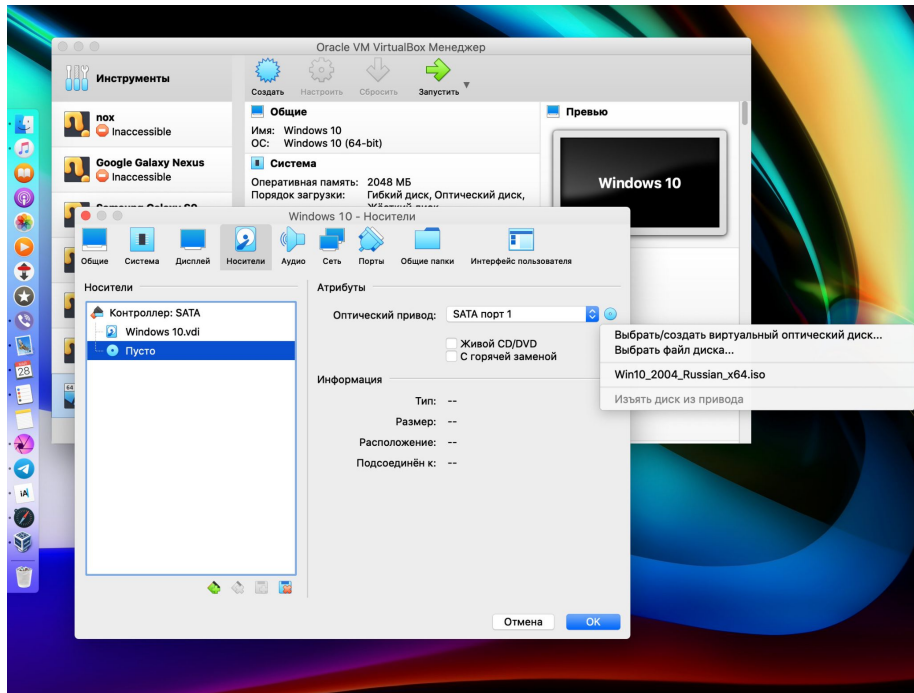 Oracle VM VirtualBox Менеджер
Инструменты
Создать
Настроить
Сбросить
Запустить
nox
Inaccessible
Google Galaxy Nexus
Inaccessible
Общие
Имя: Windows 10
ОС: Windows 10 (64-bit)
Система
Оперативная память: 2048 МБ
Порядок загрузки: Гибкий диск, Оптический диск,
Превью
Windows 10
Windows 10 - Носители
Общие
Система
Дисплей
Носители
Аудио
Сеть
Порты
Общие папки
Интерфейс пользователя
Носители
Контроллер: SATA
Windows 10.vdi
Пусто
Атрибуты
Оптический привод: SATA порт 1
Живой CD/DVD
С горячей заменой
Информация
Тип: --
Размер: --
Расположение: --
Подсоединён к: --
Выбрать/создать виртуальный оптический диск...
Выбрать файл диска...
Win10_2004_Russian_x64.iso
Изъять диск из привода
Отмена
OK
28
iA
64